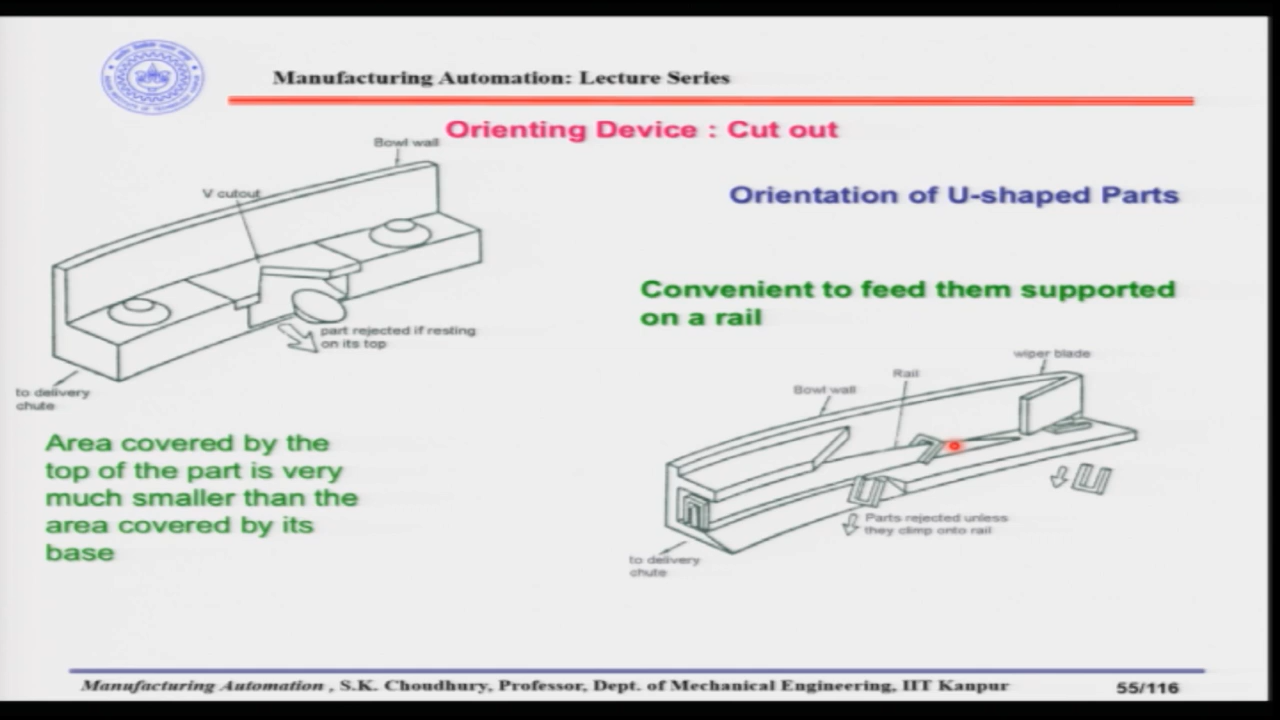 Manufacturing Automation: Lecture Series
Orienting Device : Cut out
Bowl wall
V cutout
part rejected if resting
on its top
to delivery
chute
Area covered by the
top of the part is very
much smaller than the
area covered by its
base
Orientation of U-shaped Parts
Convenient to feed them supported
on a rail
wiper blade
Rail
Bowl wall
Parts rejected unless
they climp onto rail
to delivery
chute
Manufacturing Automation , S.K. Choudhury, Professor, Dept. of Mechanical Engineering, IIT Kanpur
55/116